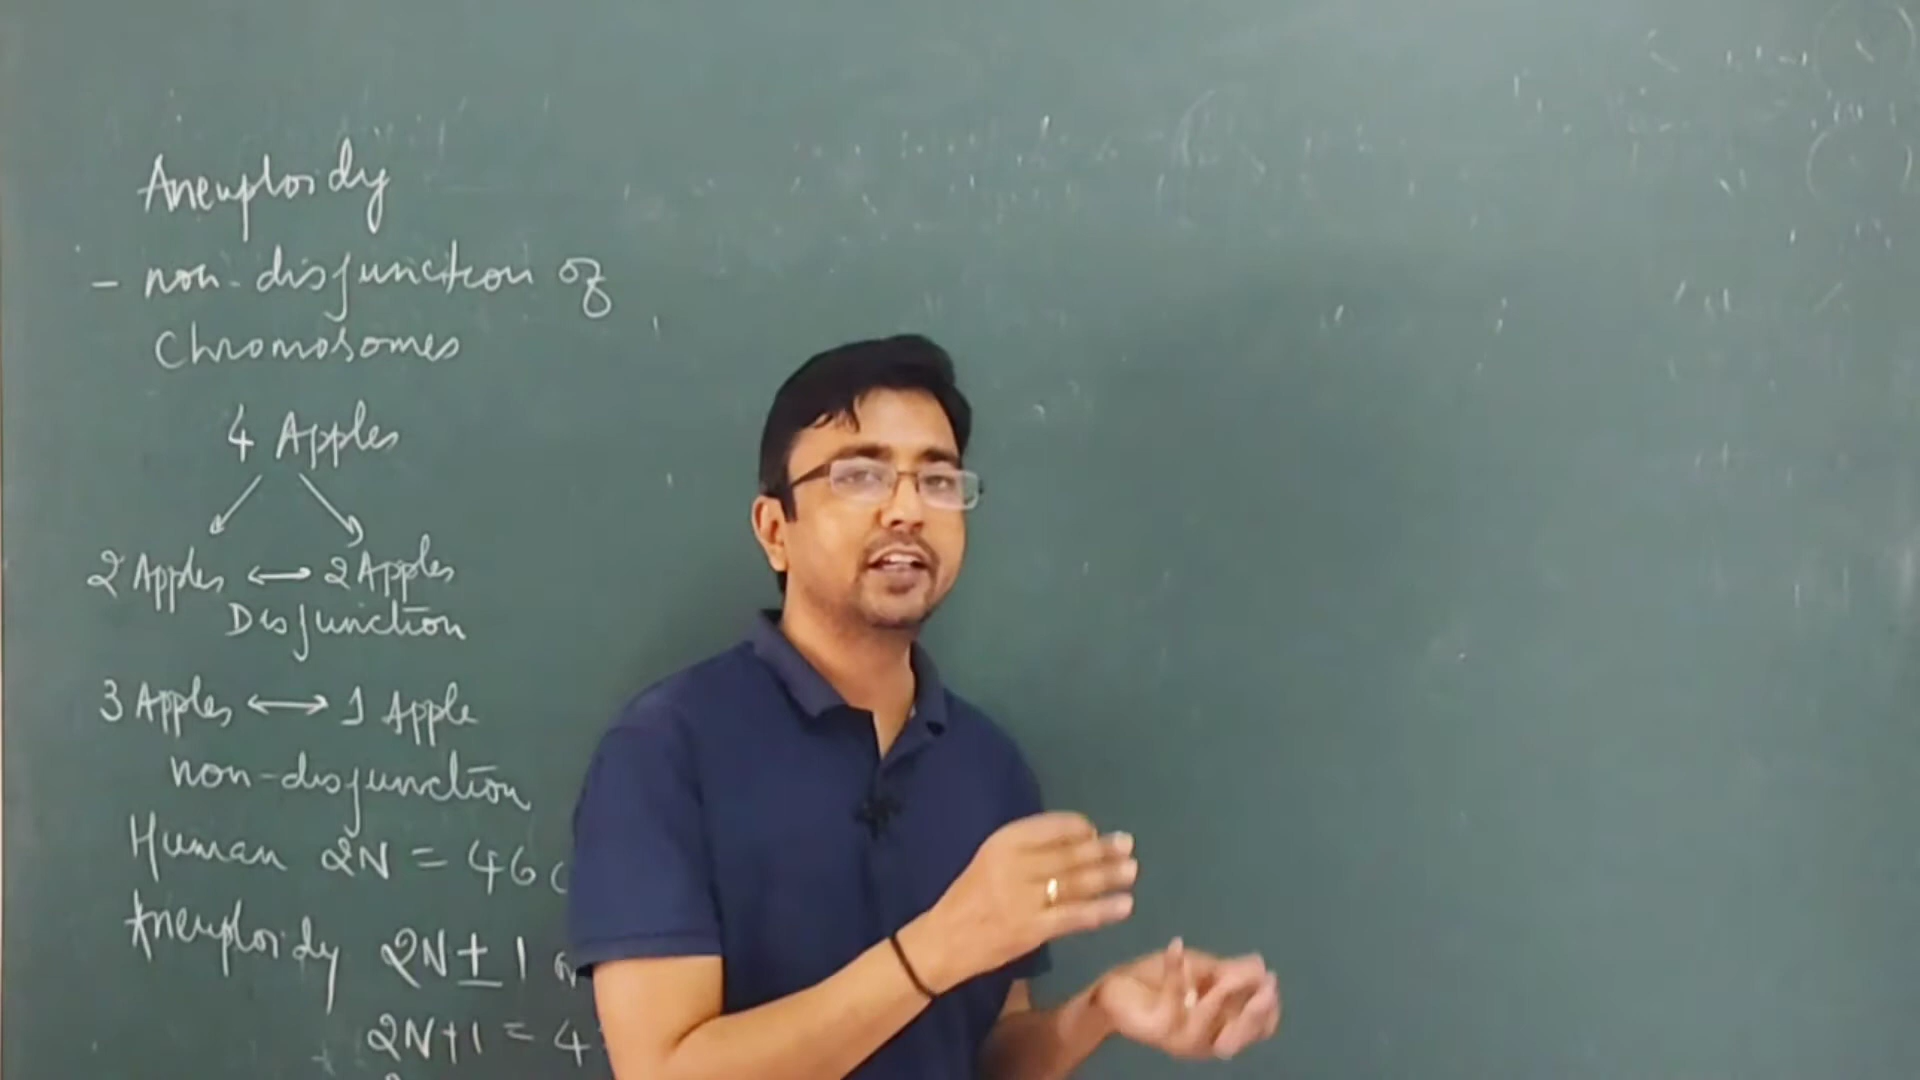 Aneuploidy
- non-disjunction of
Chromosomes
4 Apples
2 Apples ↔ 2 Apples
Disjunction
3 Apples ↔ 1 Apple
non-disjunction
Human 2N = 46 C
Aneuploidy 2N ± 1
2N+1 = 4